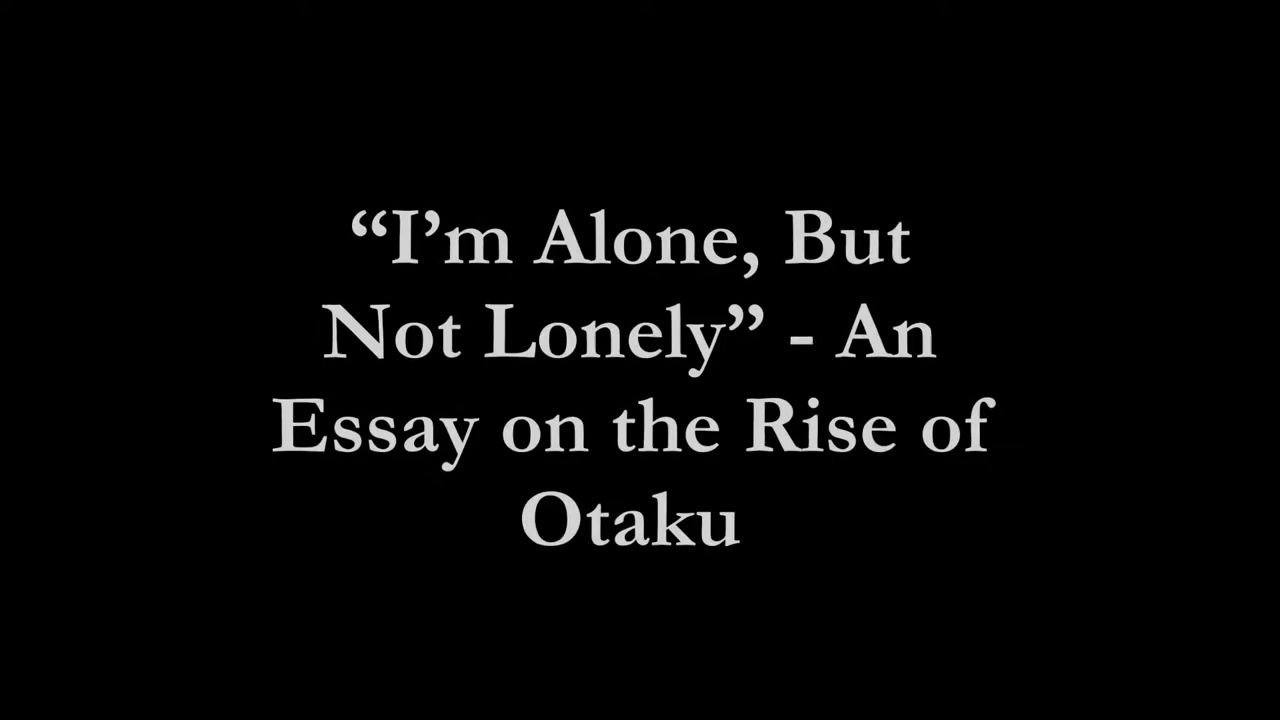 “I’m Alone, But
Not Lonely” - An
Essay on the Rise of
Otaku